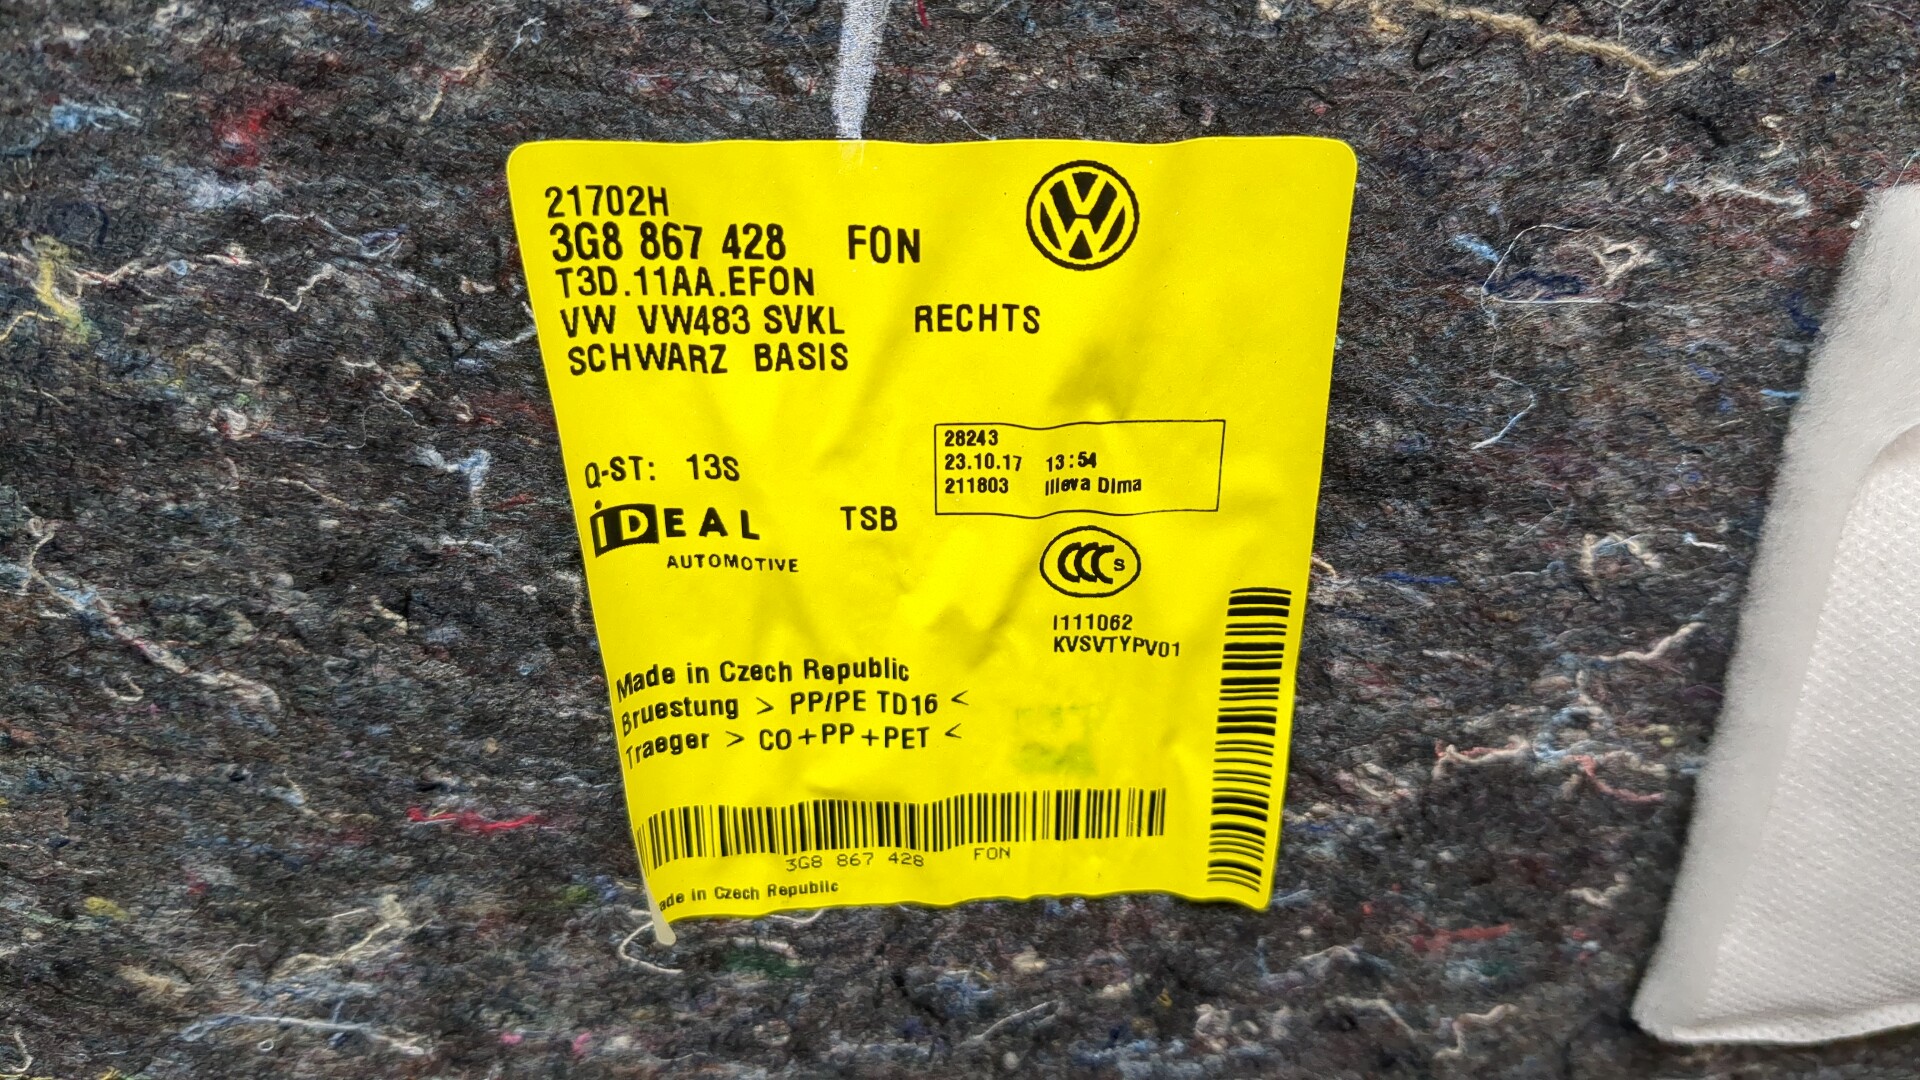 21702H
3G8 867 428 FON
T3D.11AA.EFON
VW VW483 SVKL RECHTS
SCHWARZ BASIS
28243
23.10.17 13:54
211803 Ilieva Dima
Q-ST: 13S
iDEAL TSB
AUTOMOTIVE
CCC S
I111062
KVSVTYPV01
Made in Czech Republic
Bruestung > PP/PE TD16 <
Traeger > CO+PP+PET <
3G8 867 428 FON
ade in Czech Republic